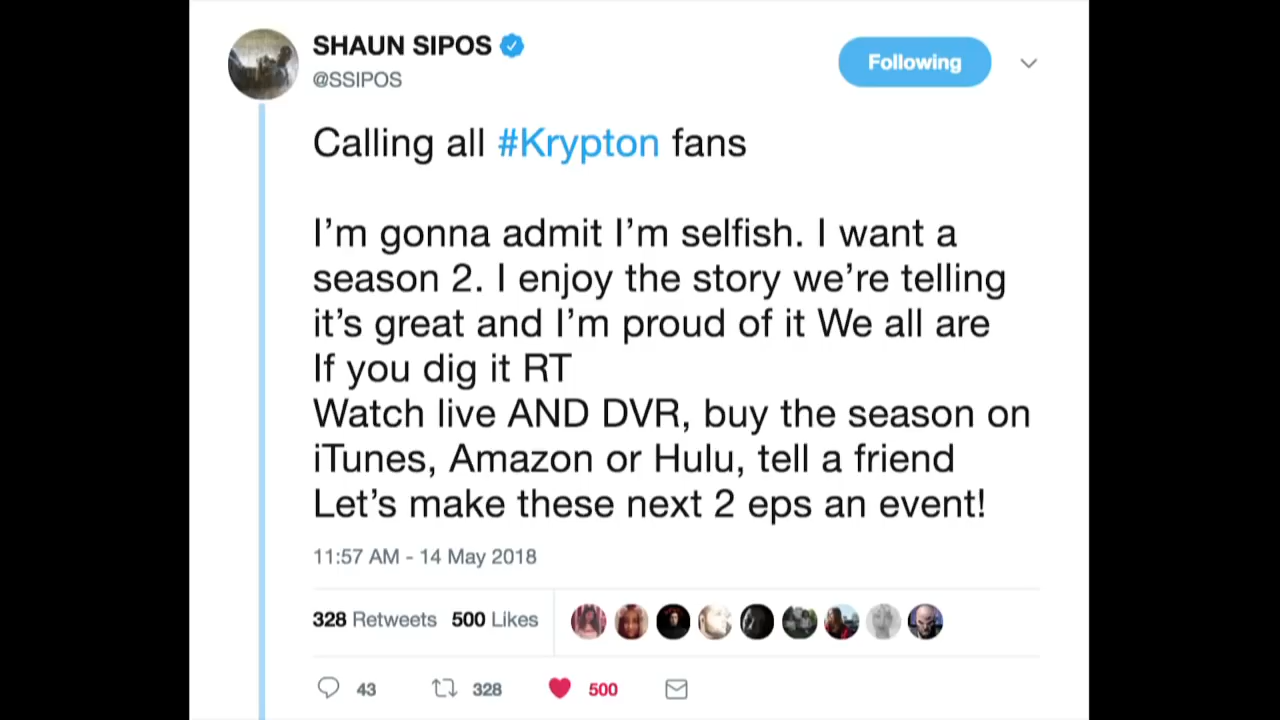 SHAUN SIPOS
@SSIPOS
Following
Calling all #Krypton fans
I’m gonna admit I’m selfish. I want a
season 2. I enjoy the story we’re telling
it’s great and I’m proud of it We all are
If you dig it RT
Watch live AND DVR, buy the season on
iTunes, Amazon or Hulu, tell a friend
Let’s make these next 2 eps an event!
11:57 AM - 14 May 2018
328 Retweets 500 Likes
43 328 500